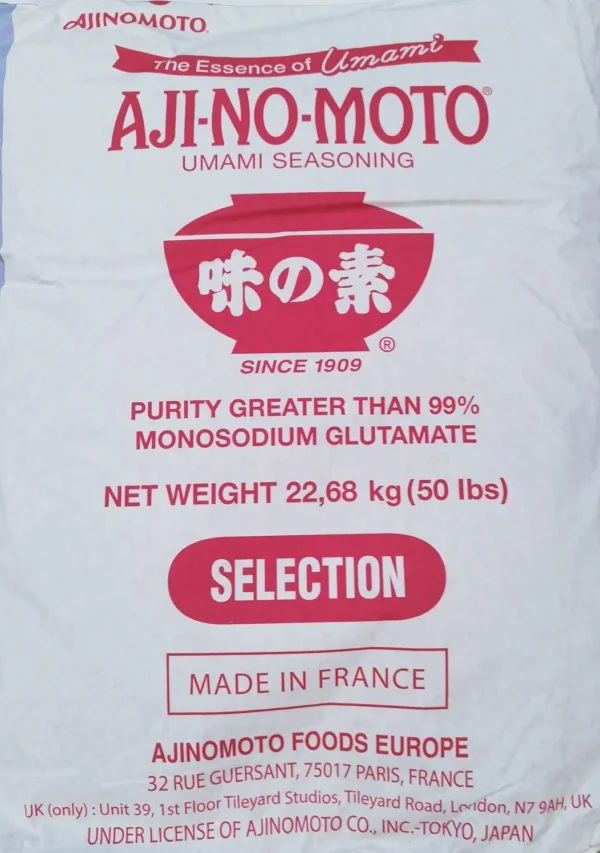 AJINOMOTO.
The Essence of Umami
AJI-NO-MOTO®
UMAMI SEASONING
味の素
®
SINCE 1909
PURITY GREATER THAN 99%
MONOSODIUM GLUTAMATE
NET WEIGHT 22,68 kg (50 lbs)
SELECTION
MADE IN FRANCE
AJINOMOTO FOODS EUROPE
32 RUE GUERSANT, 75017 PARIS, FRANCE
UK (only) : Unit 39, 1st Floor Tileyard Studios, Tileyard Road, London, N7 9AH, UK
UNDER LICENSE OF AJINOMOTO CO., INC.-TOKYO, JAPAN